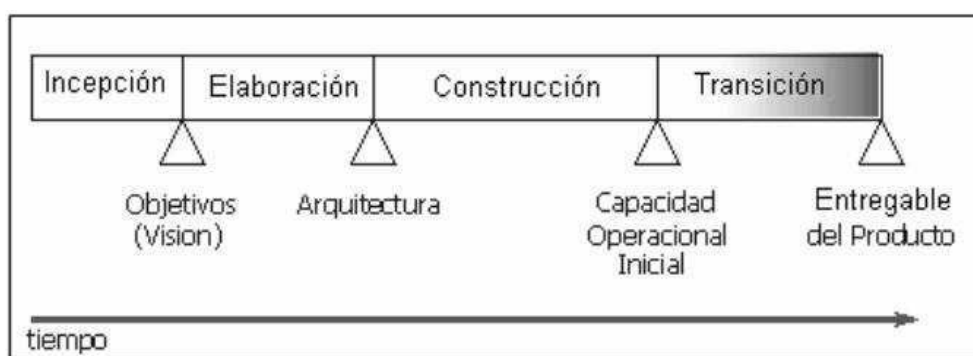 Incepción
Elaboración
Construcción
Transición
Objetivos
(Vision)
Arquitectura
Capacidad
Operacional
Inicial
Entregable
del Producto
tiempo